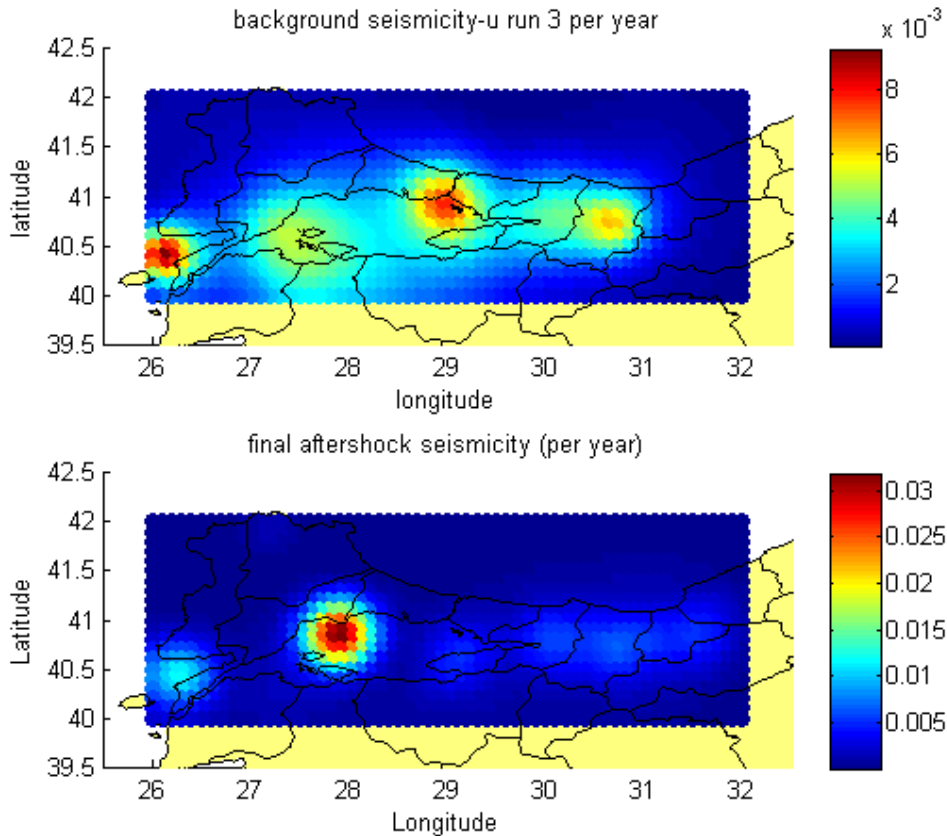 background seismicity-u run 3 per year
x 10⁻³
42.5
42
41.5
41
40.5
40
39.5
latitude
26 27 28 29 30 31 32
longitude
8
6
4
2
final aftershock seismicity (per year)
42.5
42
41.5
41
40.5
40
39.5
Latitude
26 27 28 29 30 31 32
Longitude
0.03
0.025
0.02
0.015
0.01
0.005